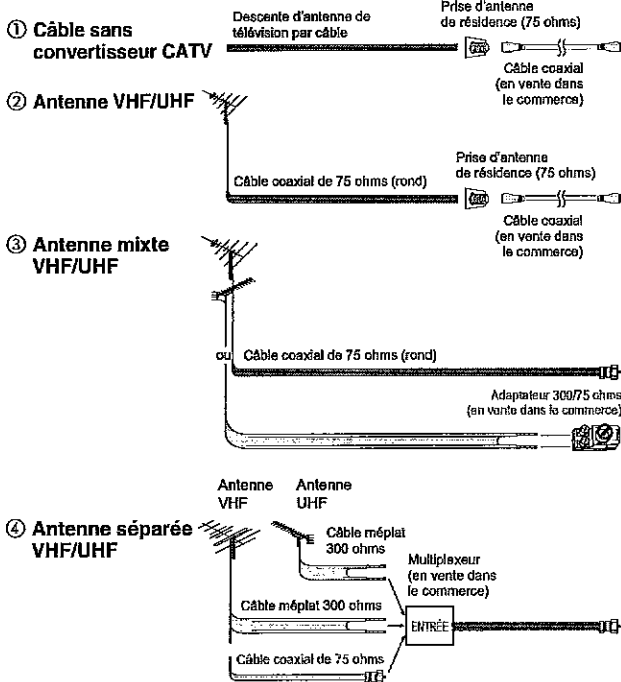 ① Câble sans
convertisseur CATV
Descente d'antenne de
télévision par câble
Prise d'antenne
de résidence (75 ohms)
Câble coaxial
(en vente dans
le commerce)
② Antenne VHF/UHF
Câble coaxial de 75 ohms (rond)
Prise d'antenne
de résidence (75 ohms)
Câble coaxial
(en vente dans
le commerce)
③ Antenne mixte
VHF/UHF
ou Câble coaxial de 75 ohms (rond)
Adaptateur 300/75 ohms
(en vente dans le commerce)
④ Antenne séparée
VHF/UHF
Antenne
VHF
Antenne
UHF
Câble méplat
300 ohms
Multiplexeur
(en vente dans
le commerce)
Câble méplat 300 ohms
ENTRÉE
Câble coaxial de 75 ohms